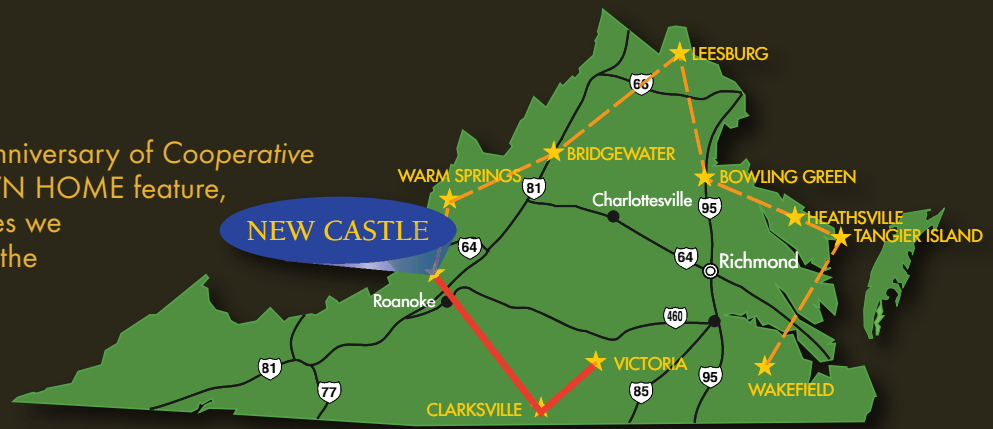 nniversary of Cooperative
VN HOME feature,
es we
the
LEESBURG
66
BRIDGEWATER
WARM SPRINGS
81
BOWLING GREEN
95
Charlottesville
HEATHSVILLE
TANGIER ISLAND
NEW CASTLE
64
64
Richmond
Roanoke
460
VICTORIA
81
77
85
95
WAKEFIELD
CLARKSVILLE